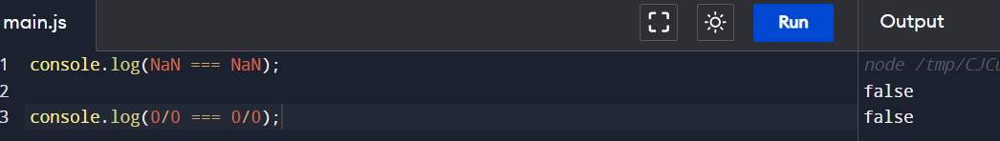 main.js
Run
Output
1 console.log(NaN === NaN);
2
3 console.log(0/0 === 0/0);
node
false
false